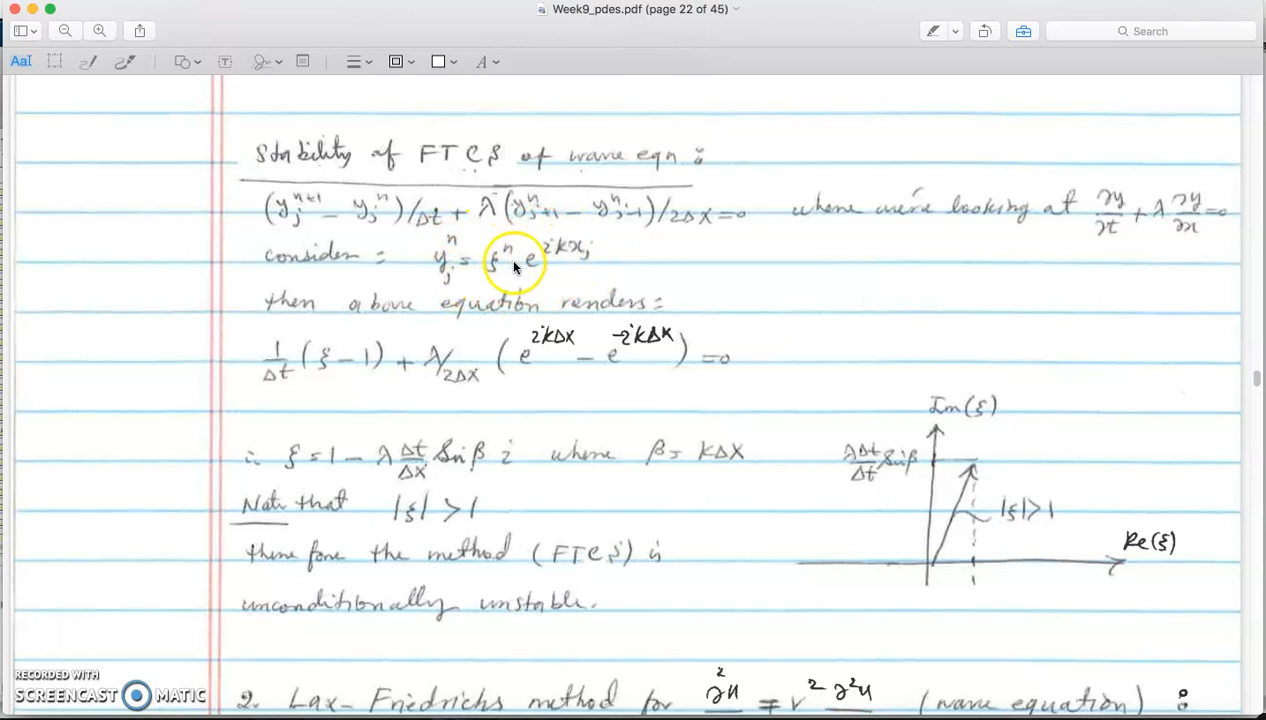 Week9_pdes.pdf (page 22 of 45)
Search
AaI
T
A
Stability of FTCS of wave eqn :
(y_j^{n+1} - y_j^n)/Δt + λ(y_{j+1}^n - y_{j-1}^n)/2Δx = 0 where we're looking at ∂y/∂t + λ ∂y/∂x = 0
consider : y_j^n = ξ^n e^{ikx_j}
then above equation renders :
1/Δt (ξ - 1) + λ/2Δx (e^{ikΔx} - e^{-ikΔx}) = 0
∴ ξ = 1 - λ Δt/Δx Sinβ i where β = kΔx
Note that |ξ| > 1
therefore the method (FTCS) is
unconditionally unstable.
Im(ξ)
λΔt/Δt Sinβ
|ξ| > 1
Re(ξ)
2. Lax-Friedrichs method for ∂²u = v² ∂²u (wave equation) :
RECORDED WITH
SCREENCAST MATIC